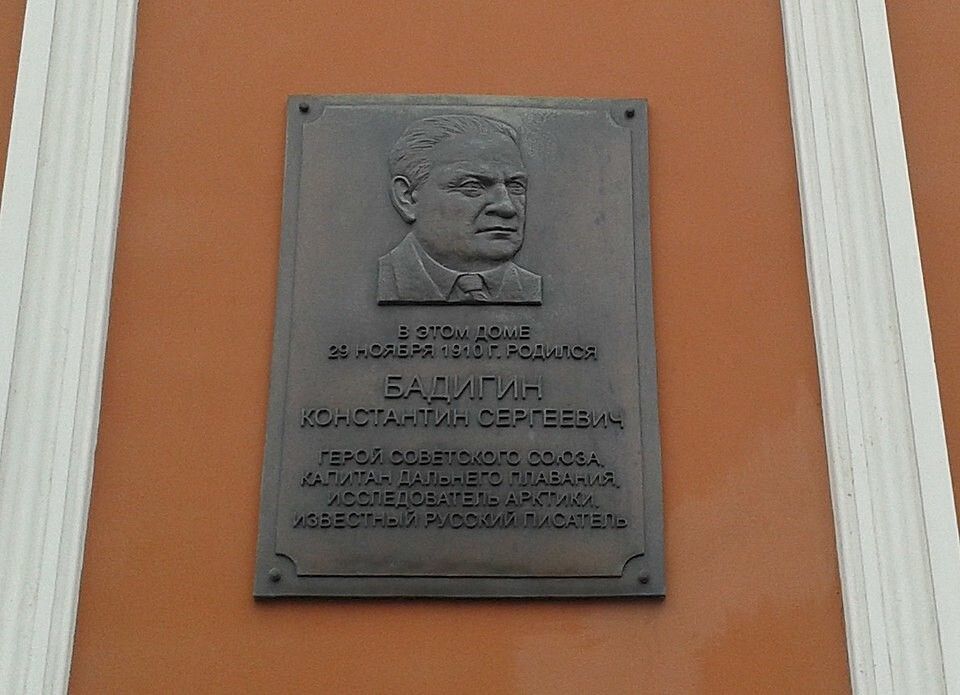 В ЭТОМ ДОМЕ
29 НОЯБРЯ 1910 Г. РОДИЛСЯ
БАДИГИН
КОНСТАНТИН СЕРГЕЕВИЧ
ГЕРОЙ СОВЕТСКОГО СОЮЗА,
КАПИТАН ДАЛЬНЕГО ПЛАВАНИЯ,
ИССЛЕДОВАТЕЛЬ АРКТИКИ,
ИЗВЕСТНЫЙ РУССКИЙ ПИСАТЕЛЬ